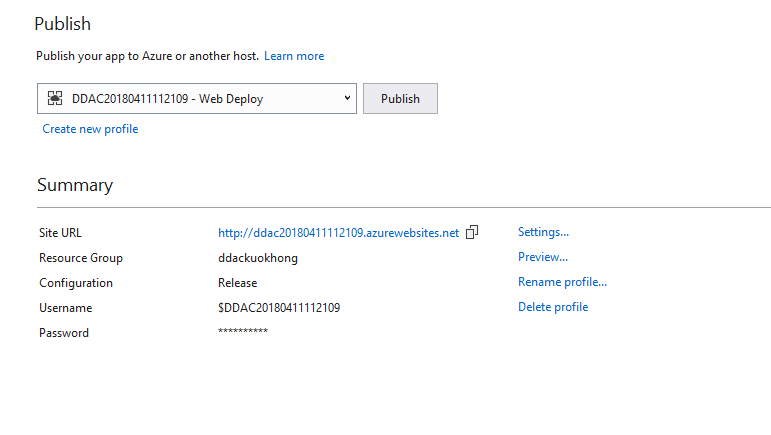 Publish
Publish your app to Azure or another host. Learn more
DDAC20180411112109 - Web Deploy
Publish
Create new profile
Summary
Site URL http://ddac20180411112109.azurewebsites.net Settings...
Resource Group ddackuokhong Preview...
Configuration Release Rename profile...
Username $DDAC20180411112109 Delete profile
Password **********